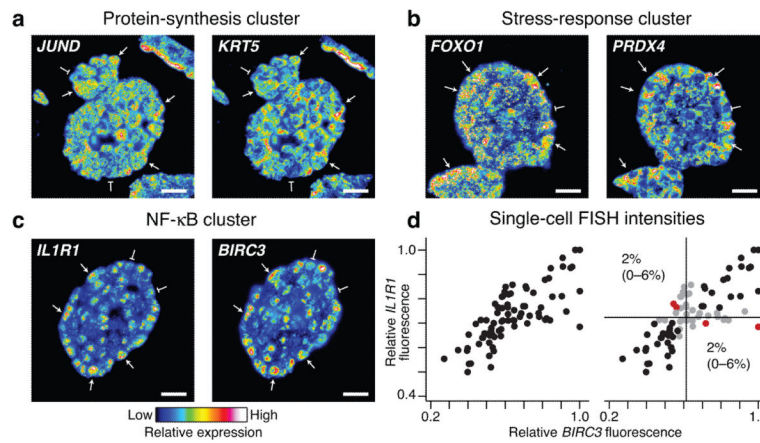 a Protein-synthesis cluster
JUND KRT5
b Stress-response cluster
FOXO1 PRDX4
c NF-κB cluster
IL1R1 BIRC3
Low High
Relative expression
d Single-cell FISH intensities
Relative IL1R1
fluorescence
1.0
0.4
0.2 1.0 0.2
2%
(0–6%)
2%
(0–6%)
Relative BIRC3 fluorescence